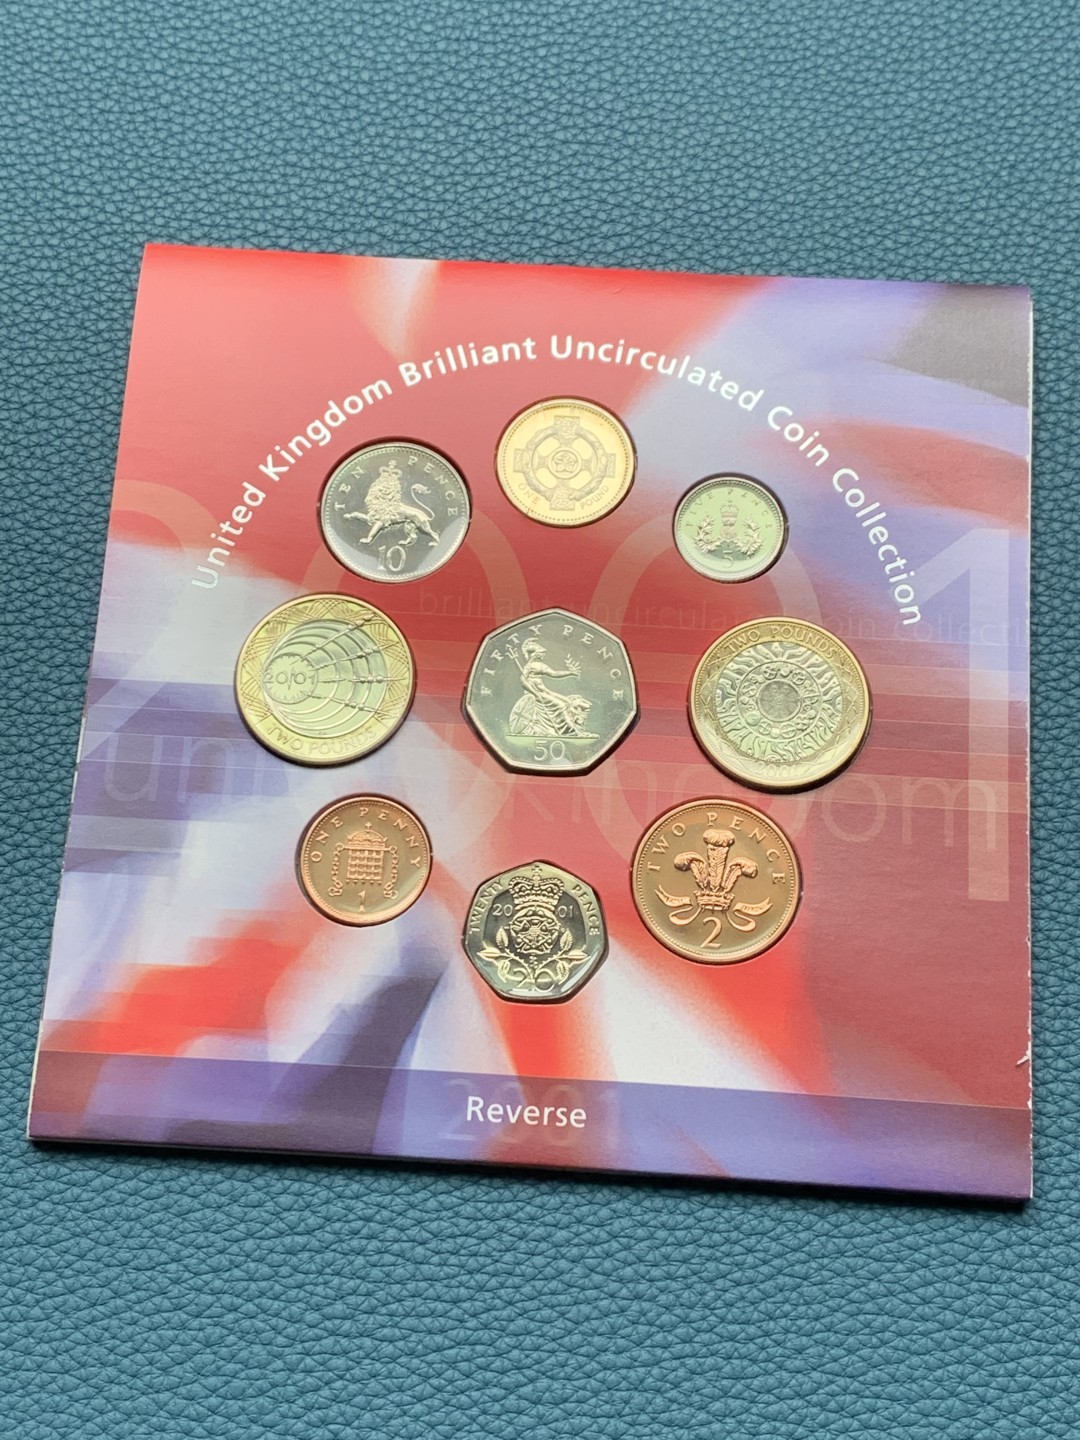 United Kingdom Brilliant Uncirculated Coin Collection
TEN PENCE
10
ONE POUND
FIVE PENCE
5
brilliant uncirculated coin collecti
20/01
TWO POUNDS
FIFTY PENCE
50
TWO POUNDS
2001
united kingdom
ONE PENNY
1
TWENTY PENCE
20 01
20
TWO PENCE
2
2001
Reverse